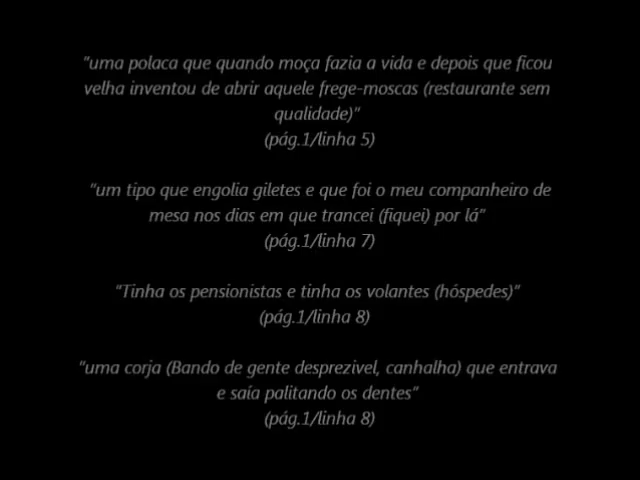 "uma polaca que quando moça fazia a vida e depois que ficou
velha inventou de abrir aquele frege-moscas (restaurante sem
qualidade)"
(pág.1/linha 5)
"um tipo que engolia giletes e que foi o meu companheiro de
mesa nos dias em que trancei (fiquei) por lá"
(pág.1/linha 7)
"Tinha os pensionistas e tinha os volantes (hóspedes)"
(pág.1/linha 8)
"uma corja (Bando de gente desprezivel, canhalha) que entrava
e saía palitando os dentes"
(pág.1/linha 8)